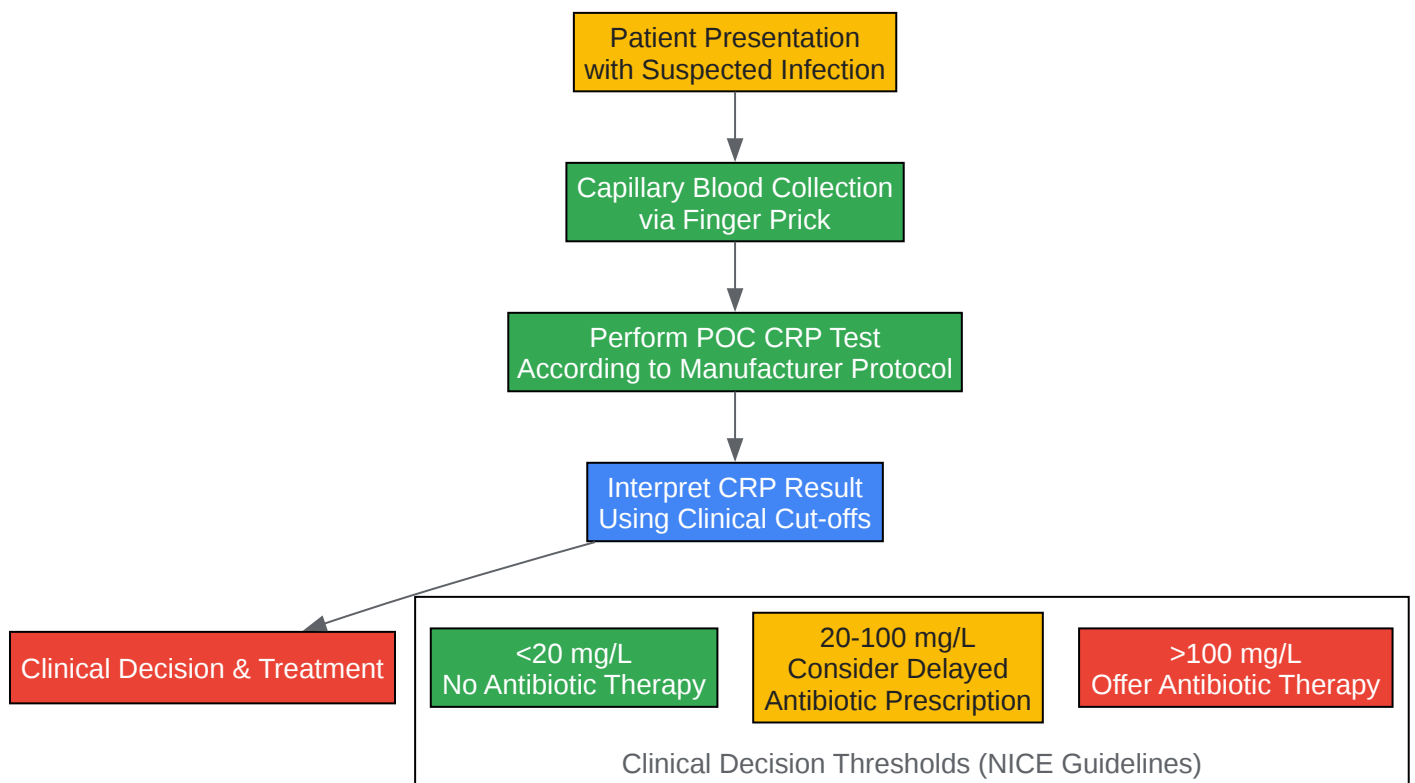 Patient Presentation
with Suspected Infection
Capillary Blood Collection
via Finger Prick
Perform POC CRP Test
According to Manufacturer Protocol
Interpret CRP Result
Using Clinical Cut-offs
Clinical Decision & Treatment
<20 mg/L
No Antibiotic Therapy
20-100 mg/L
Consider Delayed
Antibiotic Prescription
>100 mg/L
Offer Antibiotic Therapy
Clinical Decision Thresholds (NICE Guidelines)